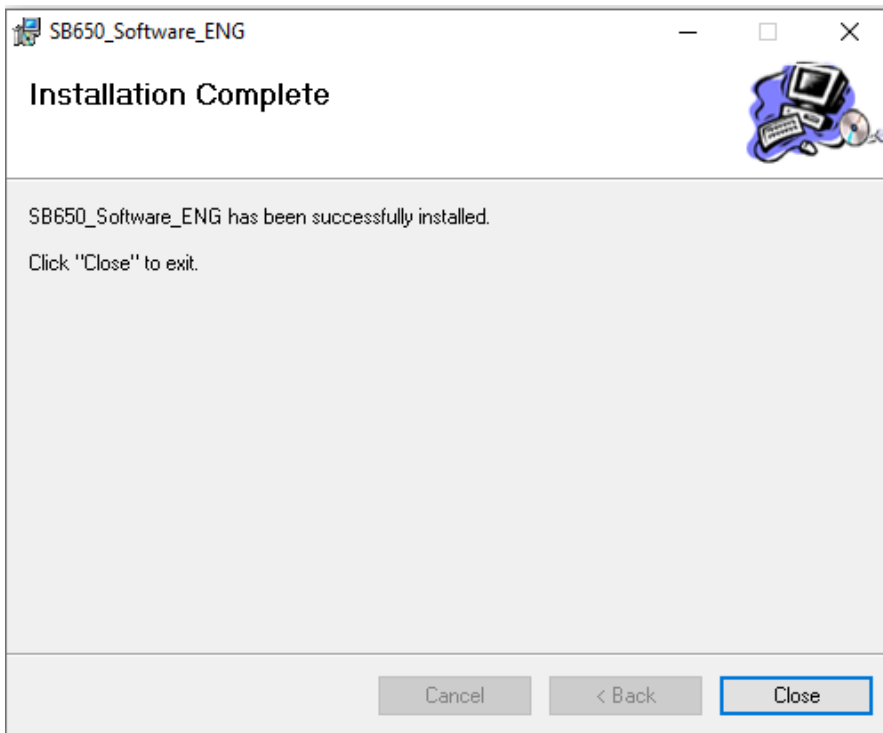 SB650_Software_ENG
Installation Complete
SB650_Software_ENG has been successfully installed.
Click "Close" to exit.
Cancel
< Back
Close